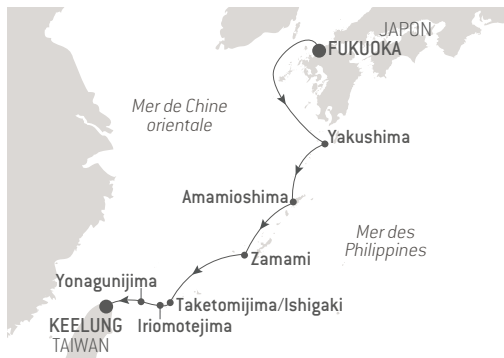 JAPON
FUKUOKA
Mer de Chine
orientale
Yakushima
Amamioshima
Mer des
Philippines
Zamami
Yonagunijima
Taketomijima/Ishigaki
KEELUNG
Iriomotejima
TAIWAN